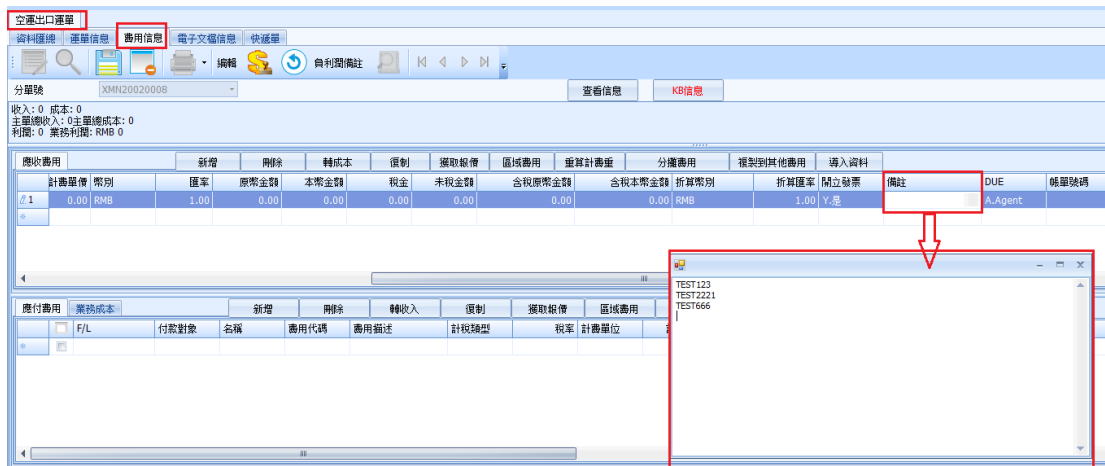 空運出口運單
資料匯總 運單信息 費用信息 電子文檔信息 快遞單
編輯 負利潤備註
分單號 XMN20020008 查看信息 KB信息
收入: 0 成本: 0
主單總收入: 0主單總成本: 0
利潤: 0 業務利潤: RMB 0
應收費用 新增 刪除 轉成本 復制 獲取報價 區域費用 重算計費重 分攤費用 複製到其他費用 導入資料
計費單價 幣別 匯率 原幣金額 本幣金額 稅金 未稅金額 含稅原幣金額 含稅本幣金額 折算幣別 折算匯率 開立發票 備註 DUE 帳單號碼
1 0.00 RMB 1.00 0.00 0.00 0.00 0.00 0.00 0.00 RMB 1.00 Y.是 A.Agent
TEST123
TEST2221
TEST666
應付費用 業務成本 新增 刪除 轉收入 復制 獲取報價 區域費用
F/L 付款對象 名稱 費用代碼 費用描述 計稅類型 稅率 計費單位